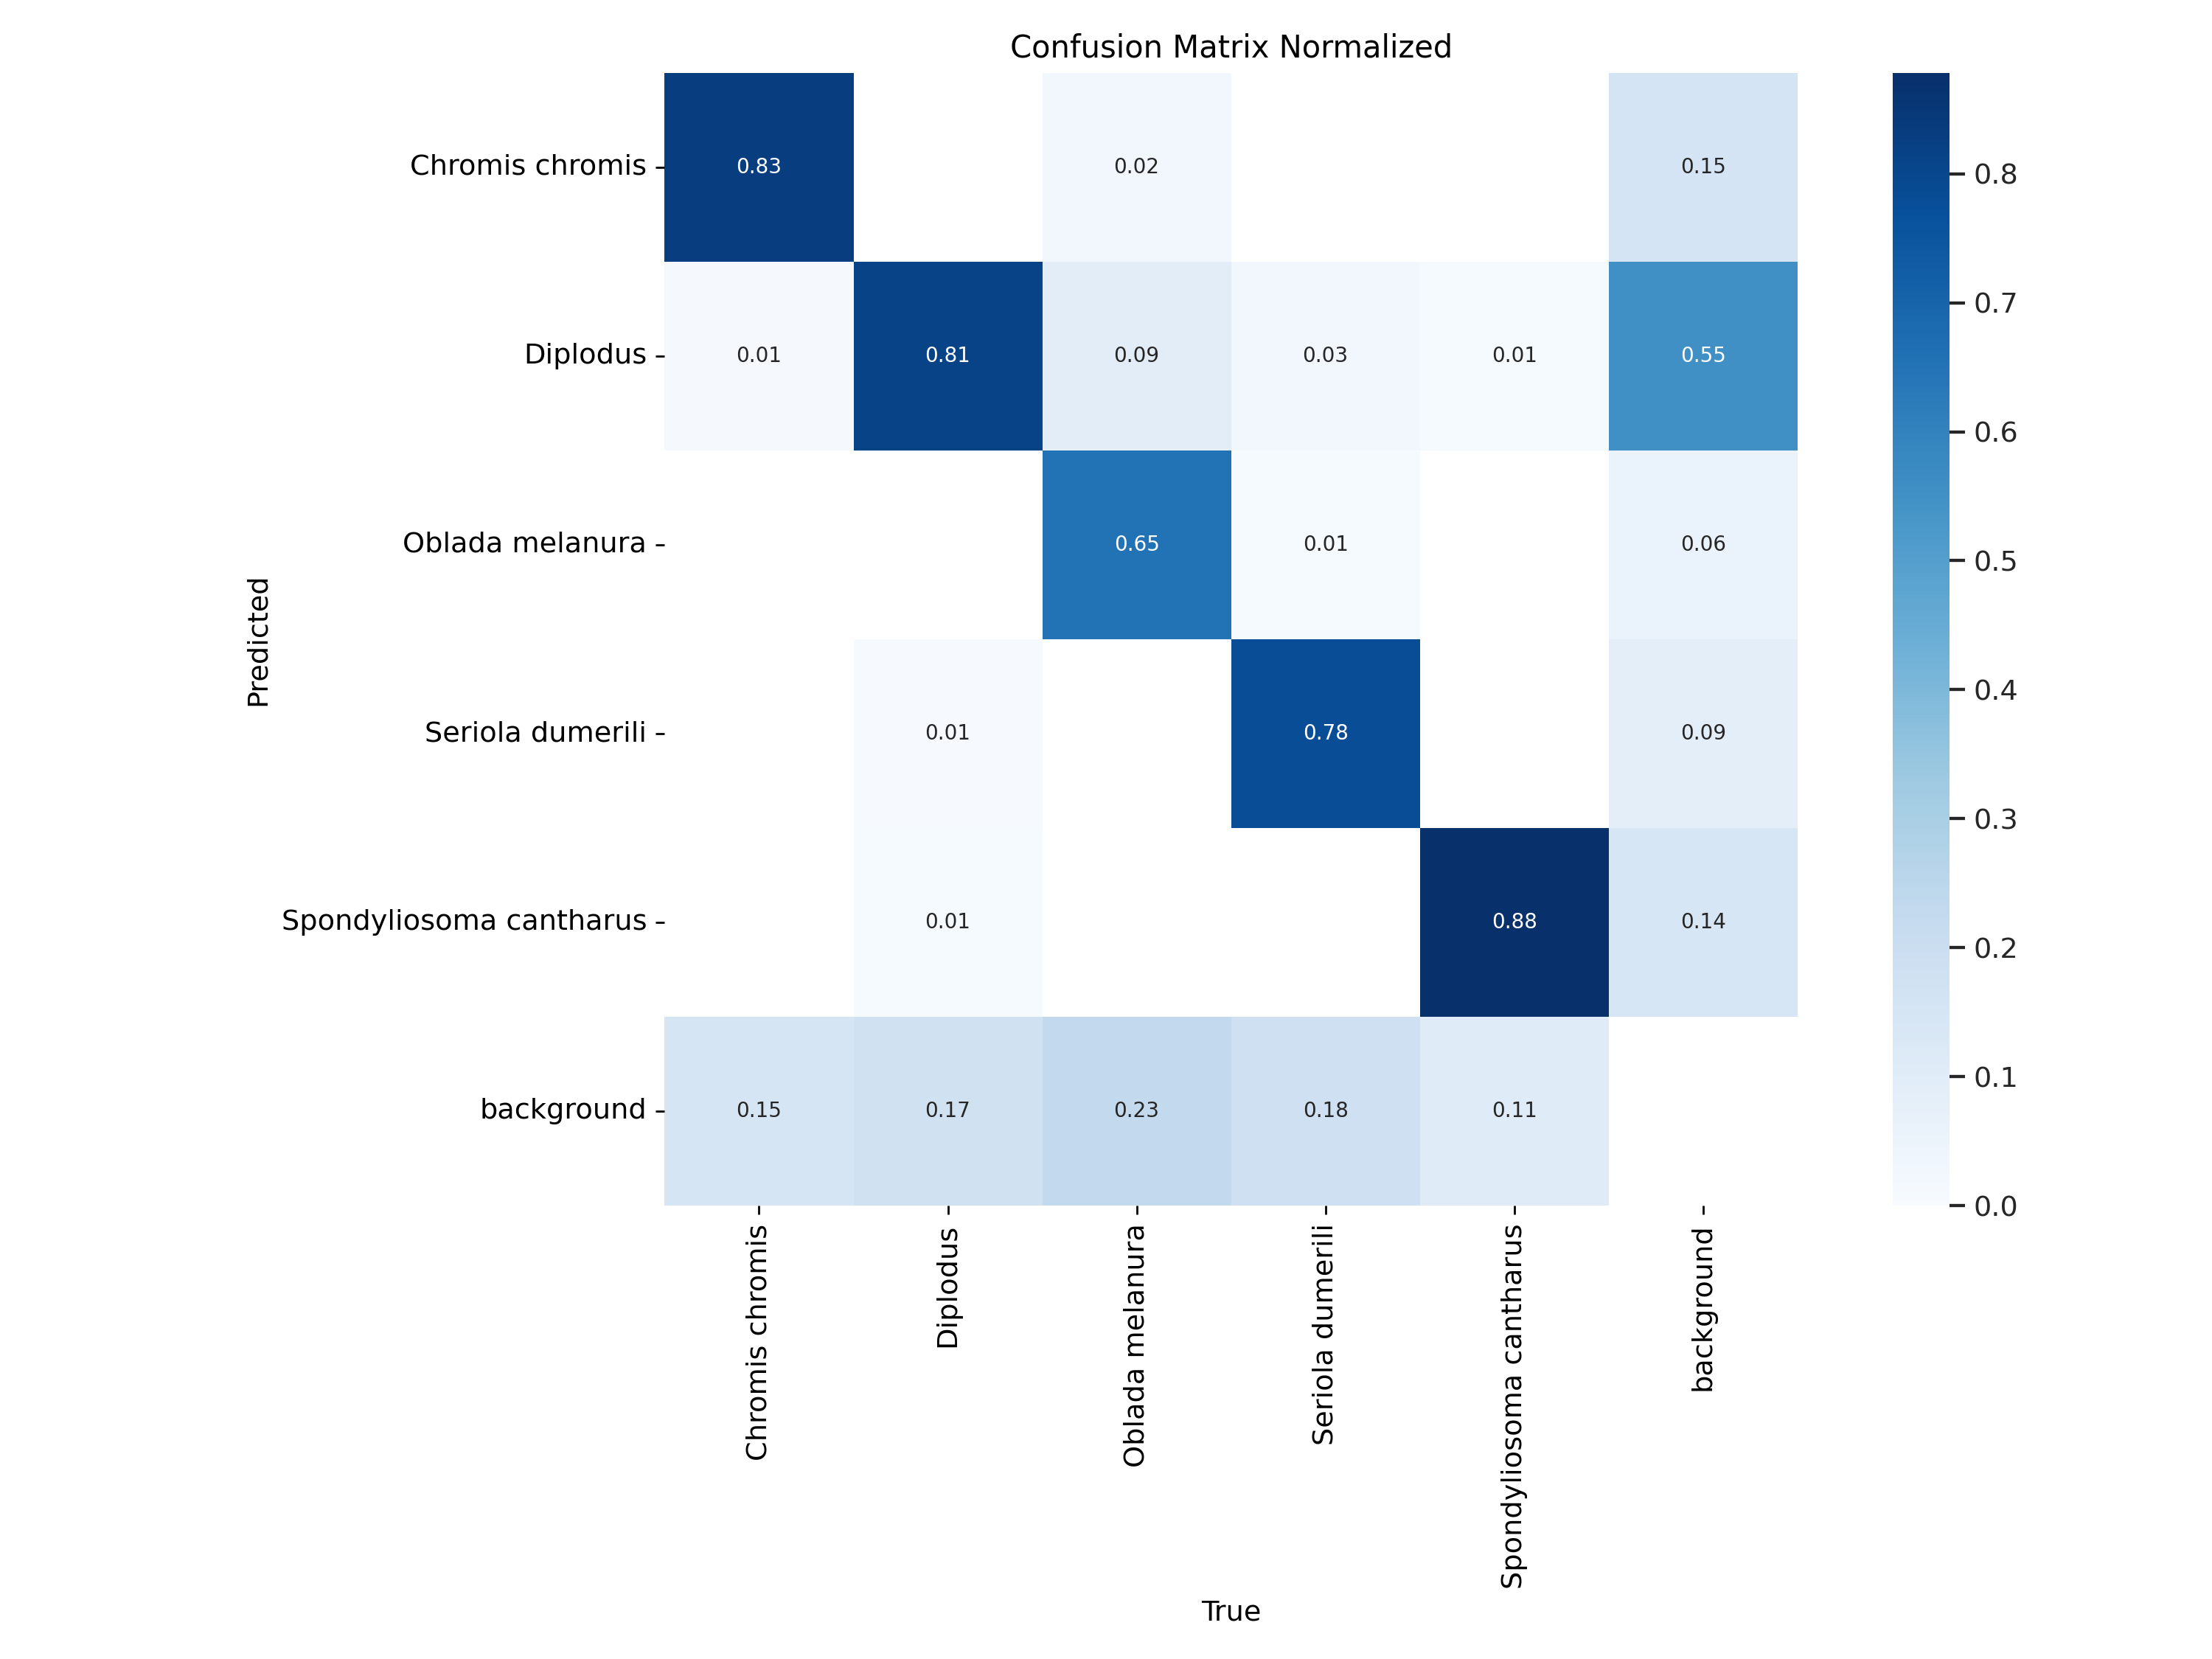 Confusion Matrix Normalized
Predicted
Chromis chromis
0.83
0.02
0.15
Diplodus
0.01
0.81
0.09
0.03
0.01
0.55
Oblada melanura
0.65
0.01
0.06
Seriola dumerili
0.01
0.78
0.09
Spondyliosoma cantharus
0.01
0.88
0.14
background
0.15
0.17
0.23
0.18
0.11
Chromis chromis
Diplodus
Oblada melanura
Seriola dumerili
Spondyliosoma cantharus
background
True
0.8
0.7
0.6
0.5
0.4
0.3
0.2
0.1
0.0